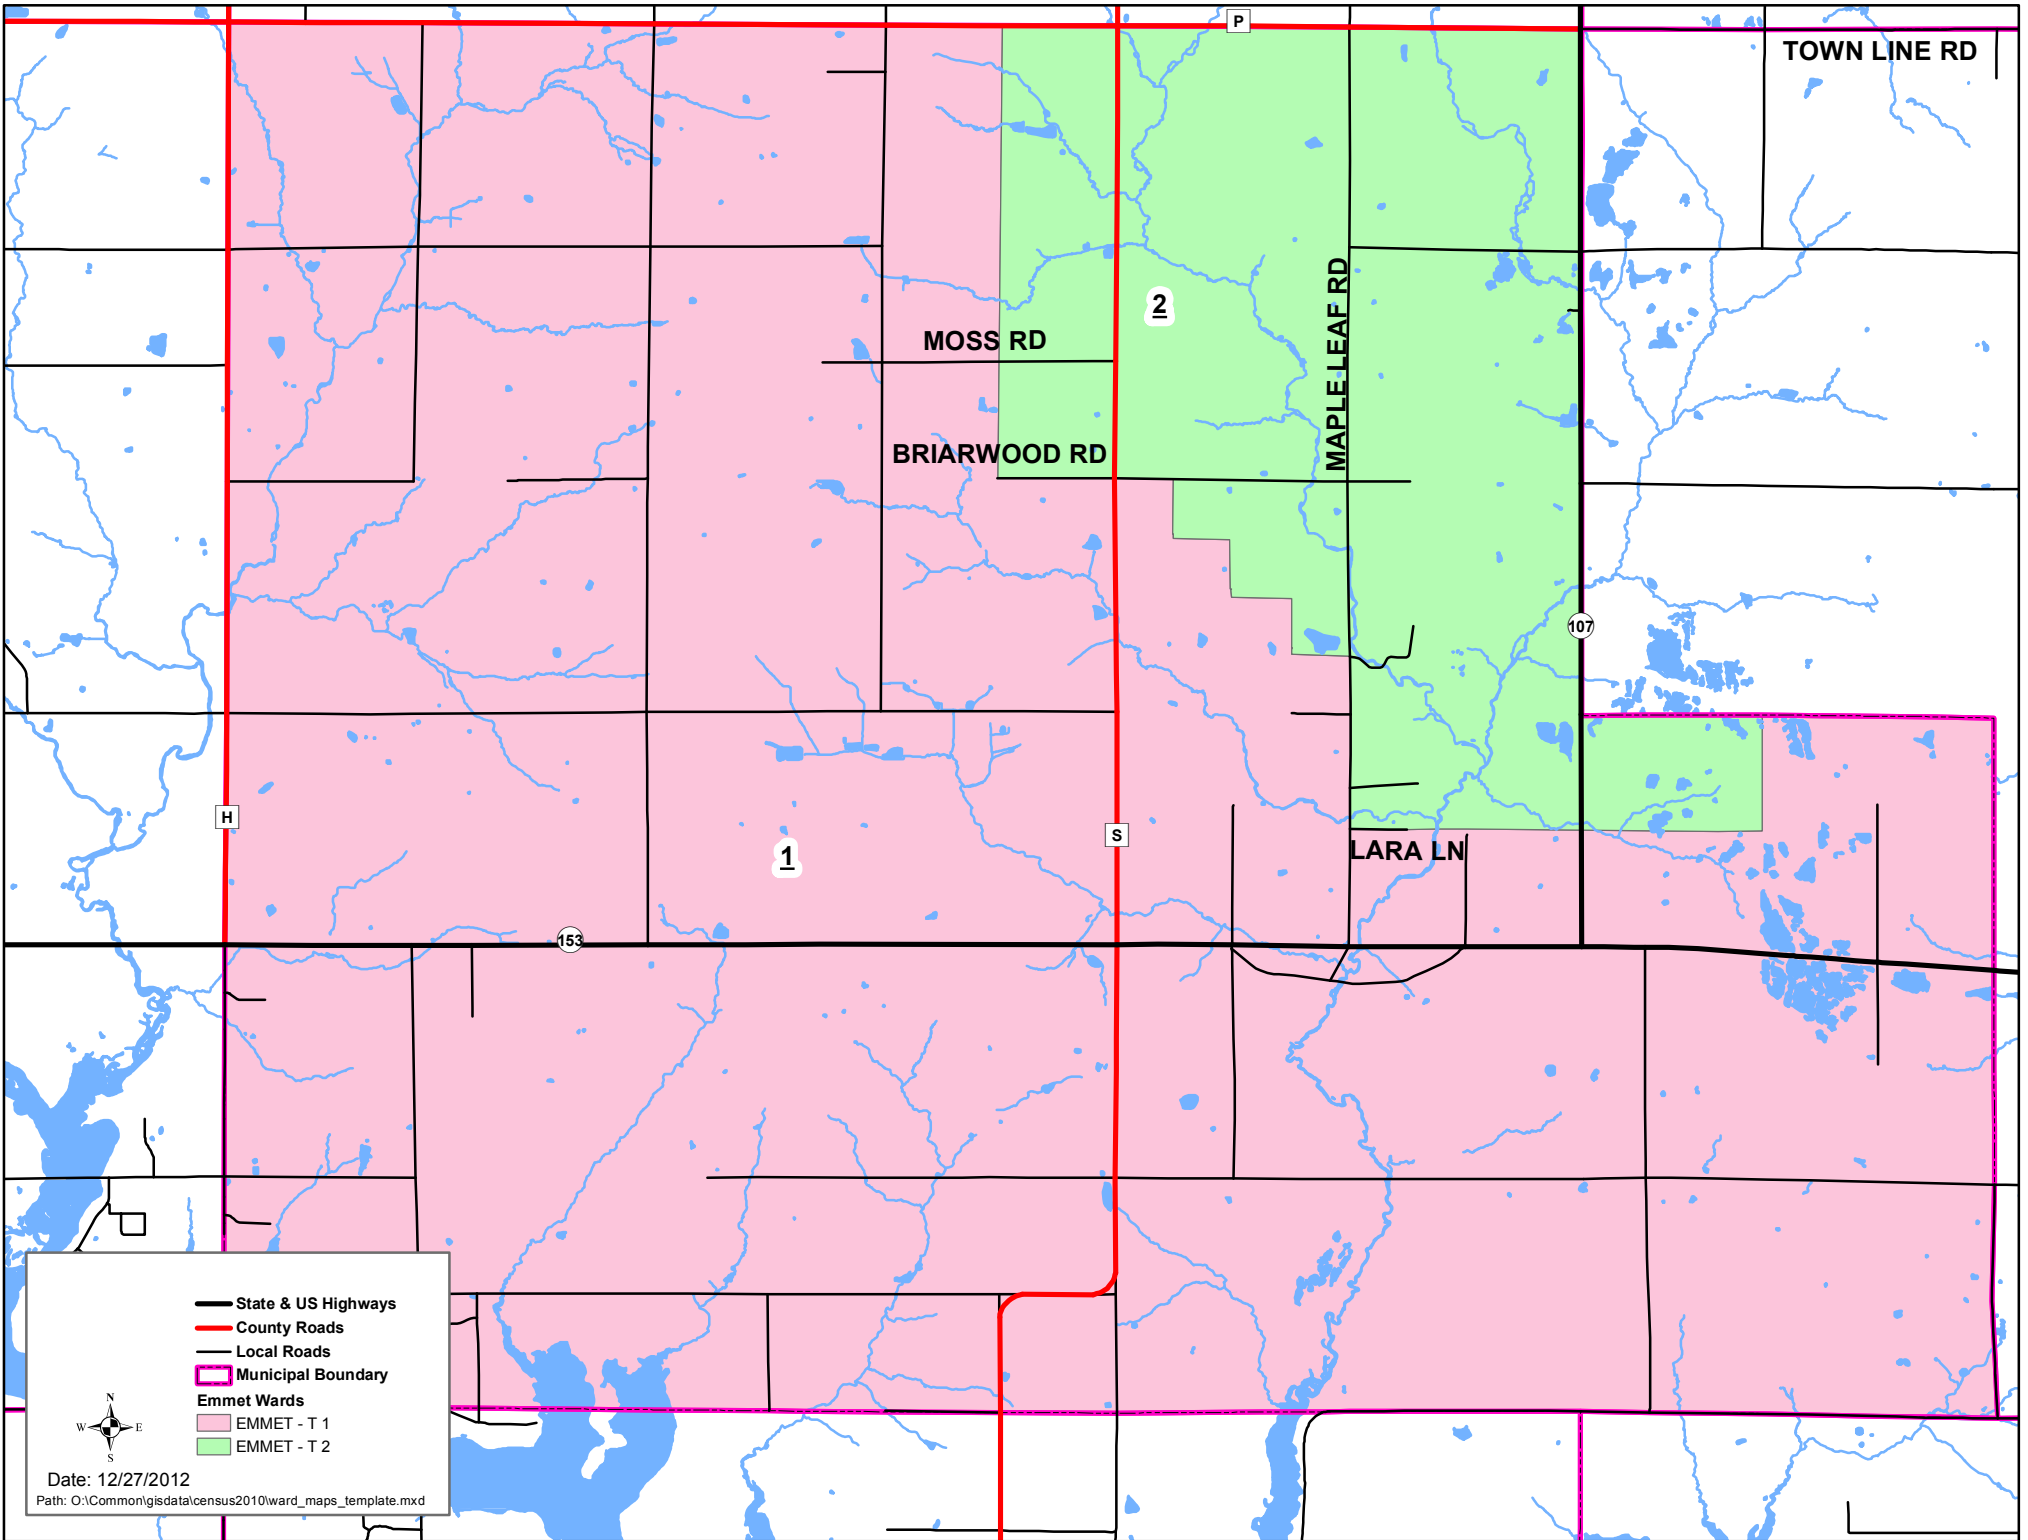 P
TOWN LINE RD
2
MAPLE LEAF RD
MOSS RD
BRIARWOOD RD
107
H
S
1
LARA LN
153
State & US Highways
County Roads
Local Roads
Municipal Boundary
Emmet Wards
EMMET - T 1
EMMET - T 2
N
W E
S
Date: 12/27/2012
Path: O:\Common\gisdata\census2010\ward_maps_template.mxd